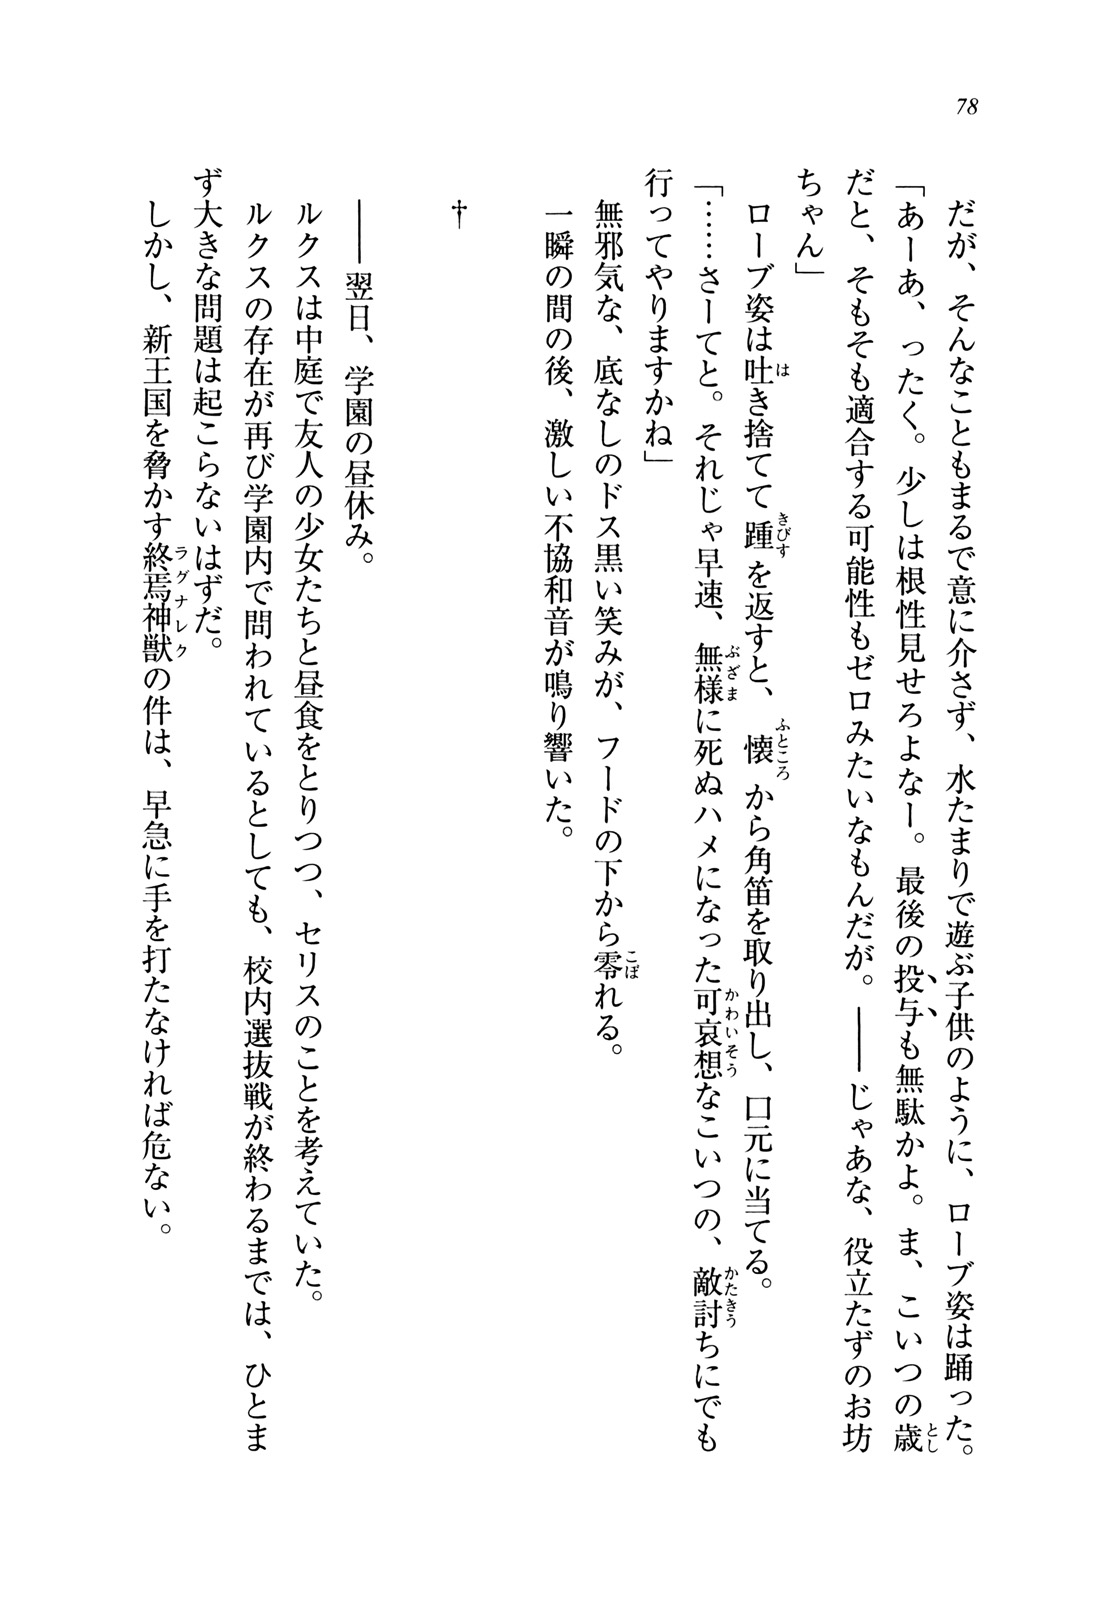 78
だが、そんなこともまるで意に介さず、水たまりで遊ぶ子供のように、ローブ姿は踊った。
「あーあ、ったく。少しは根性見せろよなー。最後の投与も無駄かよ。ま、こいつの歳
だと、そもそも適合する可能性もゼロみたいなもんだが。――じゃあな、役立たずのお坊
ちゃん」
ローブ姿は吐き捨てて踵を返すと、懐から角笛を取り出し、口元に当てる。
「……さーてと。それじゃ早速、無様に死ぬハメになった可哀想なこいつの、敵討ちにでも
行ってやりますかね」
無邪気な、底なしのドス黒い笑みが、フードの下から零れる。
一瞬の間の後、激しい不協和音が鳴り響いた。
†
――翌日、学園の昼休み。
ルクスは中庭で友人の少女たちと昼食をとりつつ、セリスのことを考えていた。
ルクスの存在が再び学園内で問われているとしても、校内選抜戦が終わるまでは、ひとま
ず大きな問題は起こらないはずだ。
しかし、新王国を脅かす終焉神獣の件は、早急に手を打たなければ危ない。